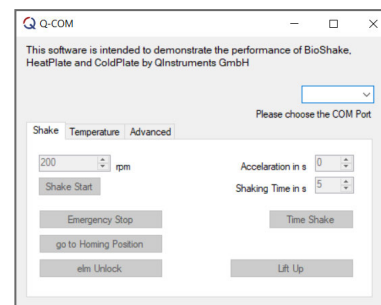 Q-COM
This software is intended to demonstrate the performance of BioShake,
HeatPlate and ColdPlate by QInstruments GmbH
Please choose the COM Port
Shake Temperature Advanced
200 rpm Accelaration in s 0
Shake Start Shaking Time in s 5
Emergency Stop Time Shake
go to Homing Position
elm Unlock Lift Up